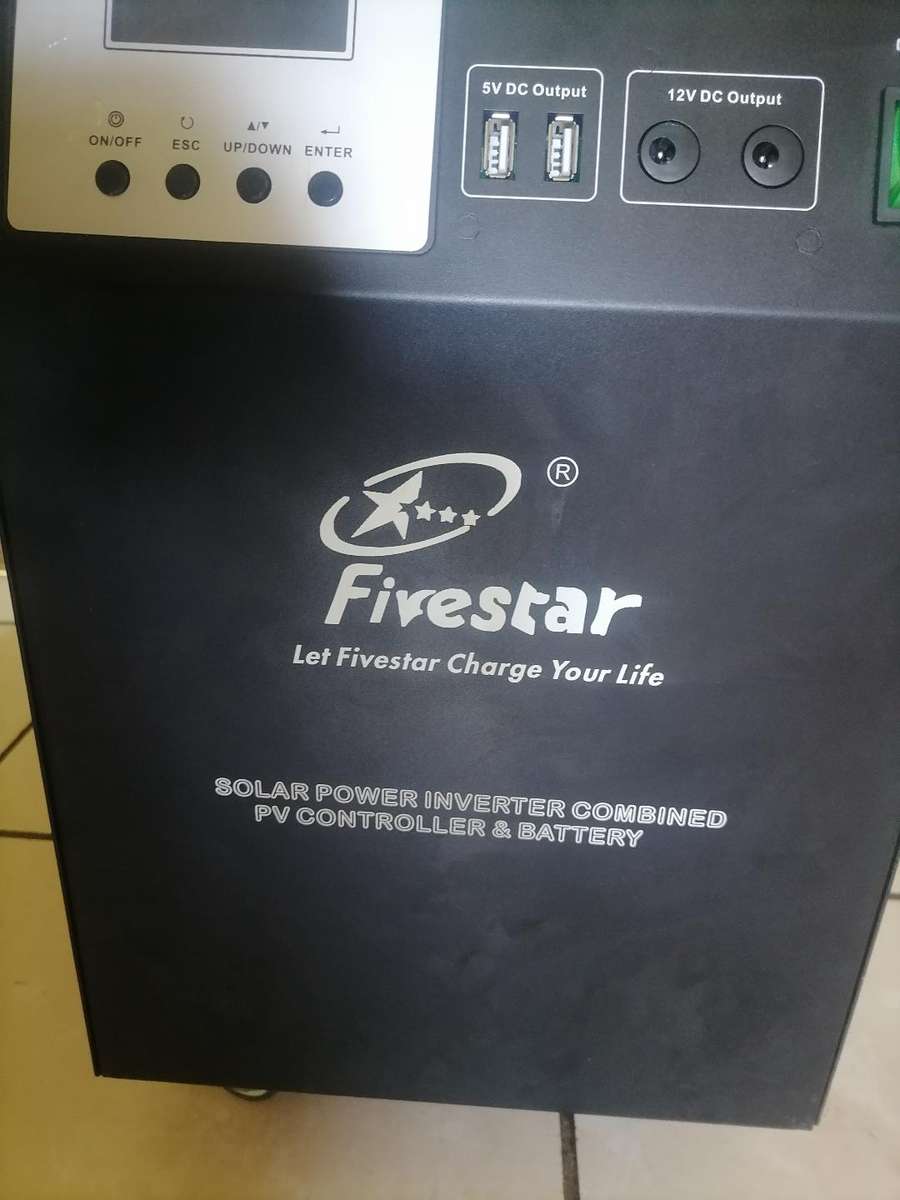 5V DC Output
12V DC Output
ON/OFF
ESC
UP/DOWN
ENTER
®
Fivestar
Let Fivestar Charge Your Life
SOLAR POWER INVERTER COMBINED
PV CONTROLLER & BATTERY